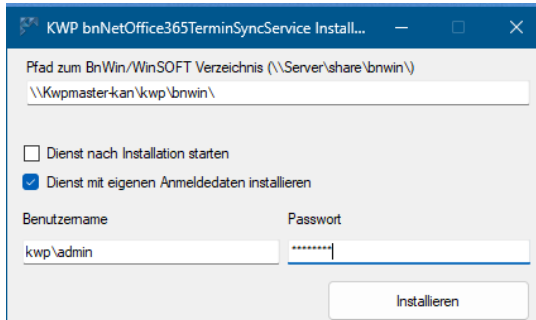 KWP bnNetOffice365TerminSyncService Install...
Pfad zum BnWin/WinSOFT Verzeichnis (\\Server\share\bnwin\)
\\Kwpmaster-kan\kwp\bnwin\
Dienst nach Installation starten
Dienst mit eigenen Anmeldedaten installieren
Benutzername Passwort
kwp\admin ********
Installieren